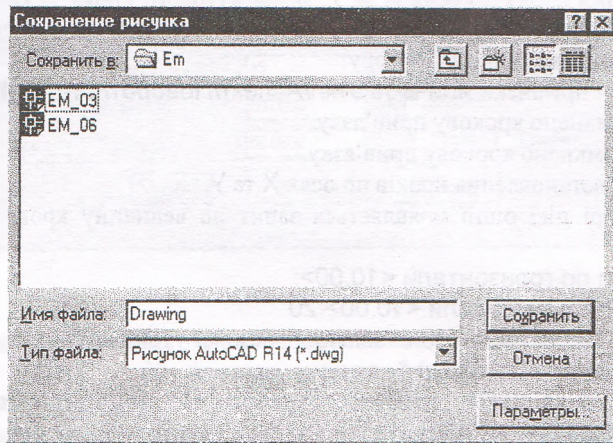 Сохранение рисунка
Сохранить в: Em
EM_03
EM_06
Имя файла: Drawing Сохранить
Тип файла: Рисунок AutoCAD R14 (*.dwg) Отмена
Параметры...